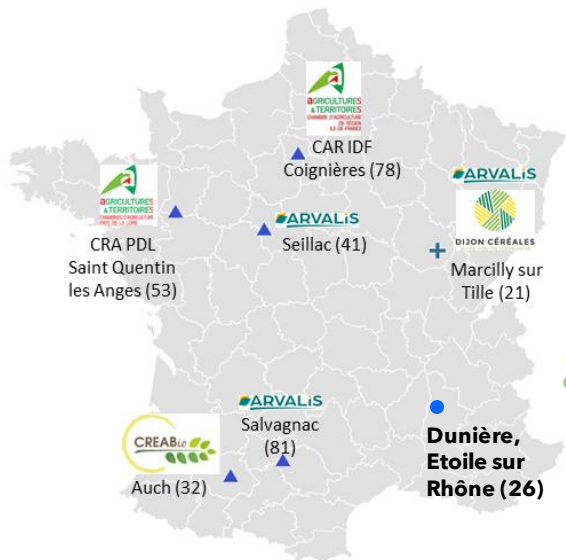 agRICULTURES
& TERRITOIRES
CHAMBRE D'AGRICULTURE
DE RÉGION
ILE-DE-FRANCE
CAR IDF
Coignières (78)
ARVALIS
DIJON CÉRÉALES
Marcilly sur
Tille (21)
agRICULTURES
& TERRITOIRES
CHAMBRES D'AGRICULTURE
PAYS DE LA LOIRE
CRA PDL
Saint Quentin
les Anges (53)
ARVALIS
Seillac (41)
ARVALIS
Salvagnac
(81)
CREABio
Auch (32)
Dunière,
Etoile sur
Rhône (26)